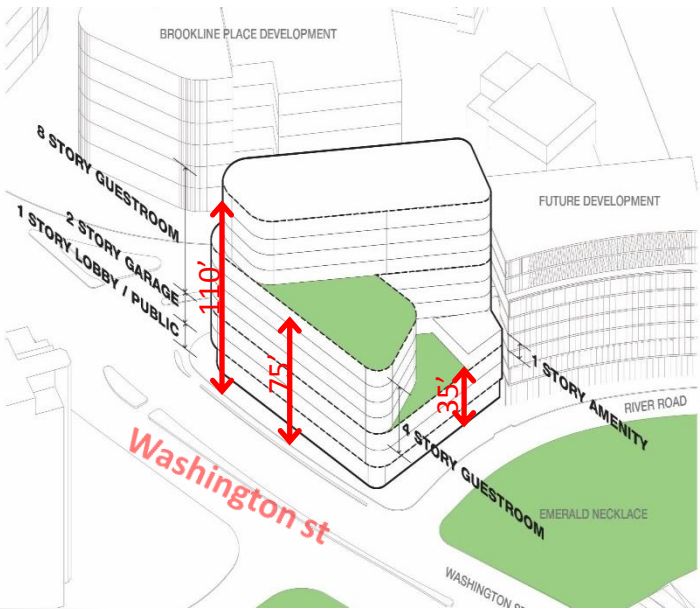 BROOKLINE PLACE DEVELOPMENT
8 STORY GUESTROOM
2 STORY GARAGE
1 STORY LOBBY / PUBLIC
FUTURE DEVELOPMENT
110'
75'
35'
1 STORY AMENITY
RIVER ROAD
4 STORY GUESTROOM
Washington st
EMERALD NECKLACE
WASHINGTON